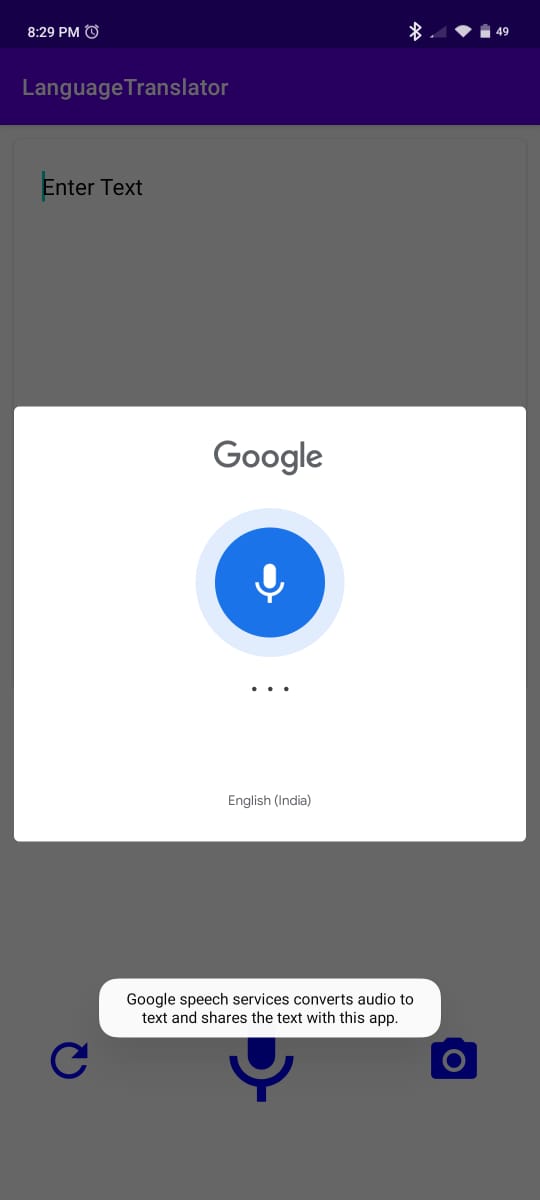 8:29 PM
49
LanguageTranslator
Enter Text
Google
...
English (India)
Google speech services converts audio to
text and shares the text with this app.